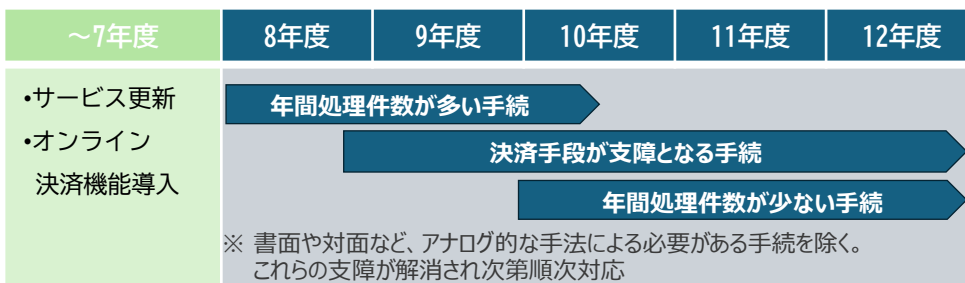 ～7年度
8年度
9年度
10年度
11年度
12年度
•サービス更新
•オンライン
決済機能導入
年間処理件数が多い手続
決済手段が支障となる手続
年間処理件数が少ない手続
※ 書面や対面など、アナログ的な手法による必要がある手続を除く。
これらの支障が解消され次第順次対応